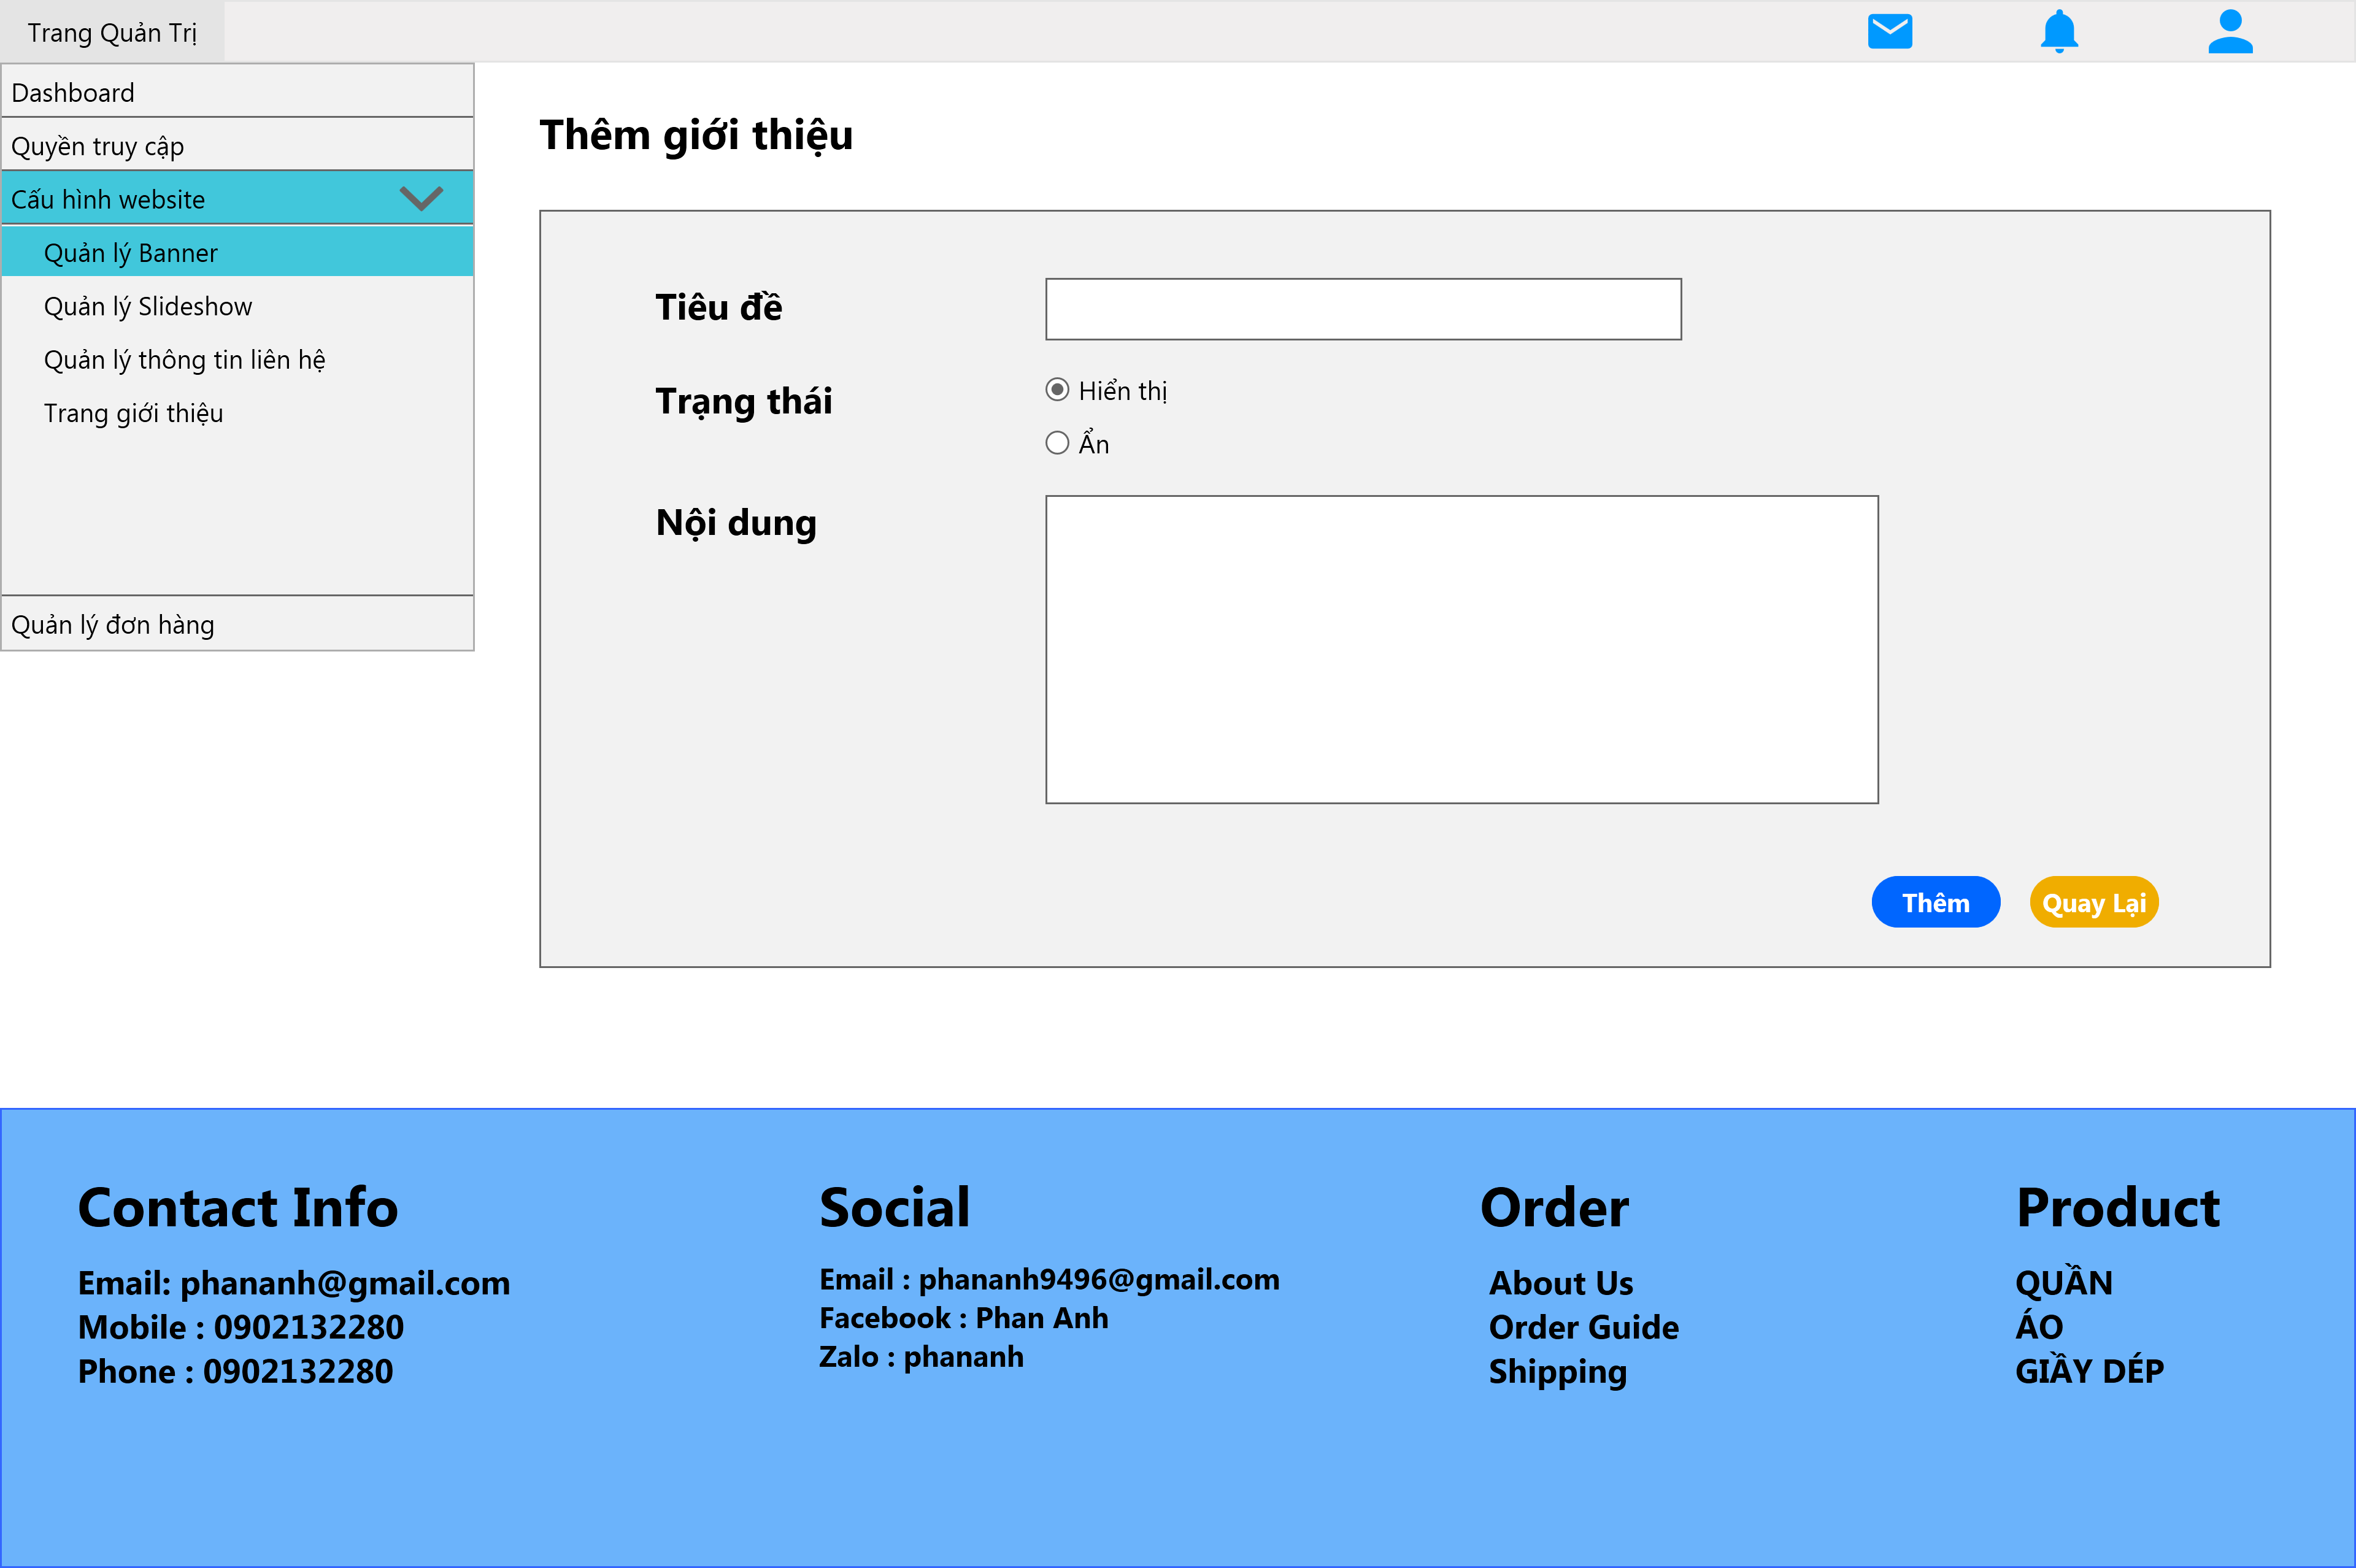 Trang Quản Trị
Dashboard
Quyền truy cập
Cấu hình website
Quản lý Banner
Quản lý Slideshow
Quản lý thông tin liên hệ
Trang giới thiệu
Quản lý đơn hàng
Thêm giới thiệu
Tiêu đề
Trạng thái
Hiển thị
Ẩn
Nội dung
Thêm
Quay Lại
Contact Info
Email: phananh@gmail.com
Mobile : 0902132280
Phone : 0902132280
Social
Email : phananh9496@gmail.com
Facebook : Phan Anh
Zalo : phananh
Order
About Us
Order Guide
Shipping
Product
QUẦN
ÁO
GIẦY DÉP